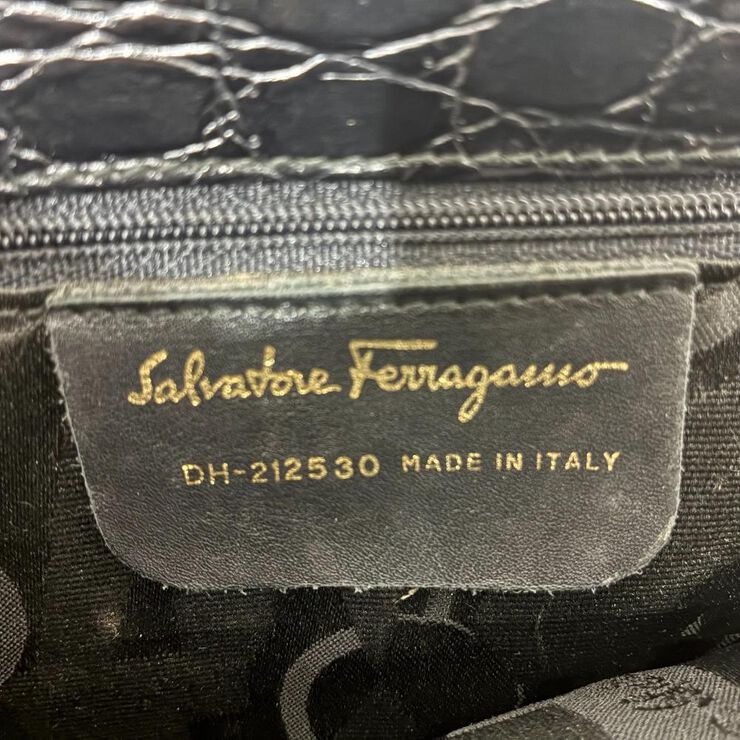 Salvatore Ferragamo
DH-212530 MADE IN ITALY